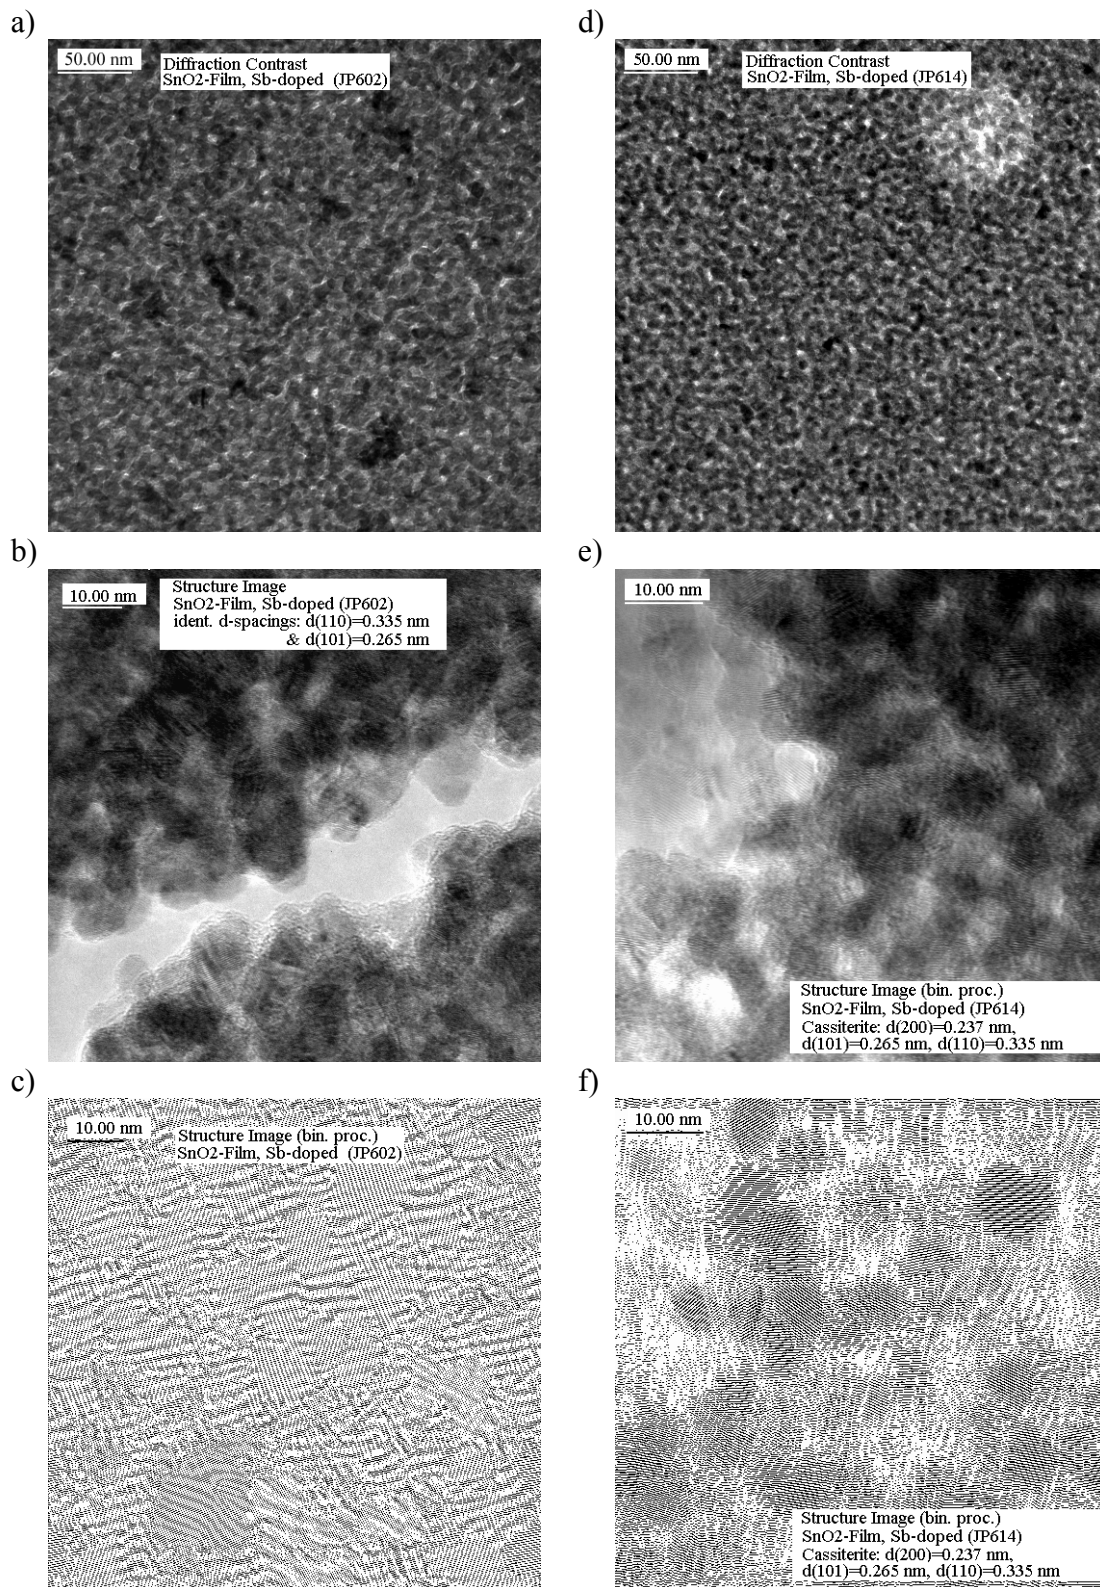 a)
50.00 nm
Diffraction Contrast
SnO2-Film, Sb-doped (JP602)
d)
50.00 nm
Diffraction Contrast
SnO2-Film, Sb-doped (JP614)
b)
10.00 nm
Structure Image
SnO2-Film, Sb-doped (JP602)
ident. d-spacings: d(110)=0.335 nm
& d(101)=0.265 nm
e)
10.00 nm
Structure Image (bin. proc.)
SnO2-Film, Sb-doped (JP614)
Cassiterite: d(200)=0.237 nm,
d(101)=0.265 nm, d(110)=0.335 nm
c)
10.00 nm
Structure Image (bin. proc.)
SnO2-Film, Sb-doped (JP602)
f)
10.00 nm
Structure Image (bin. proc.)
SnO2-Film, Sb-doped (JP614)
Cassiterite: d(200)=0.237 nm,
d(101)=0.265 nm, d(110)=0.335 nm